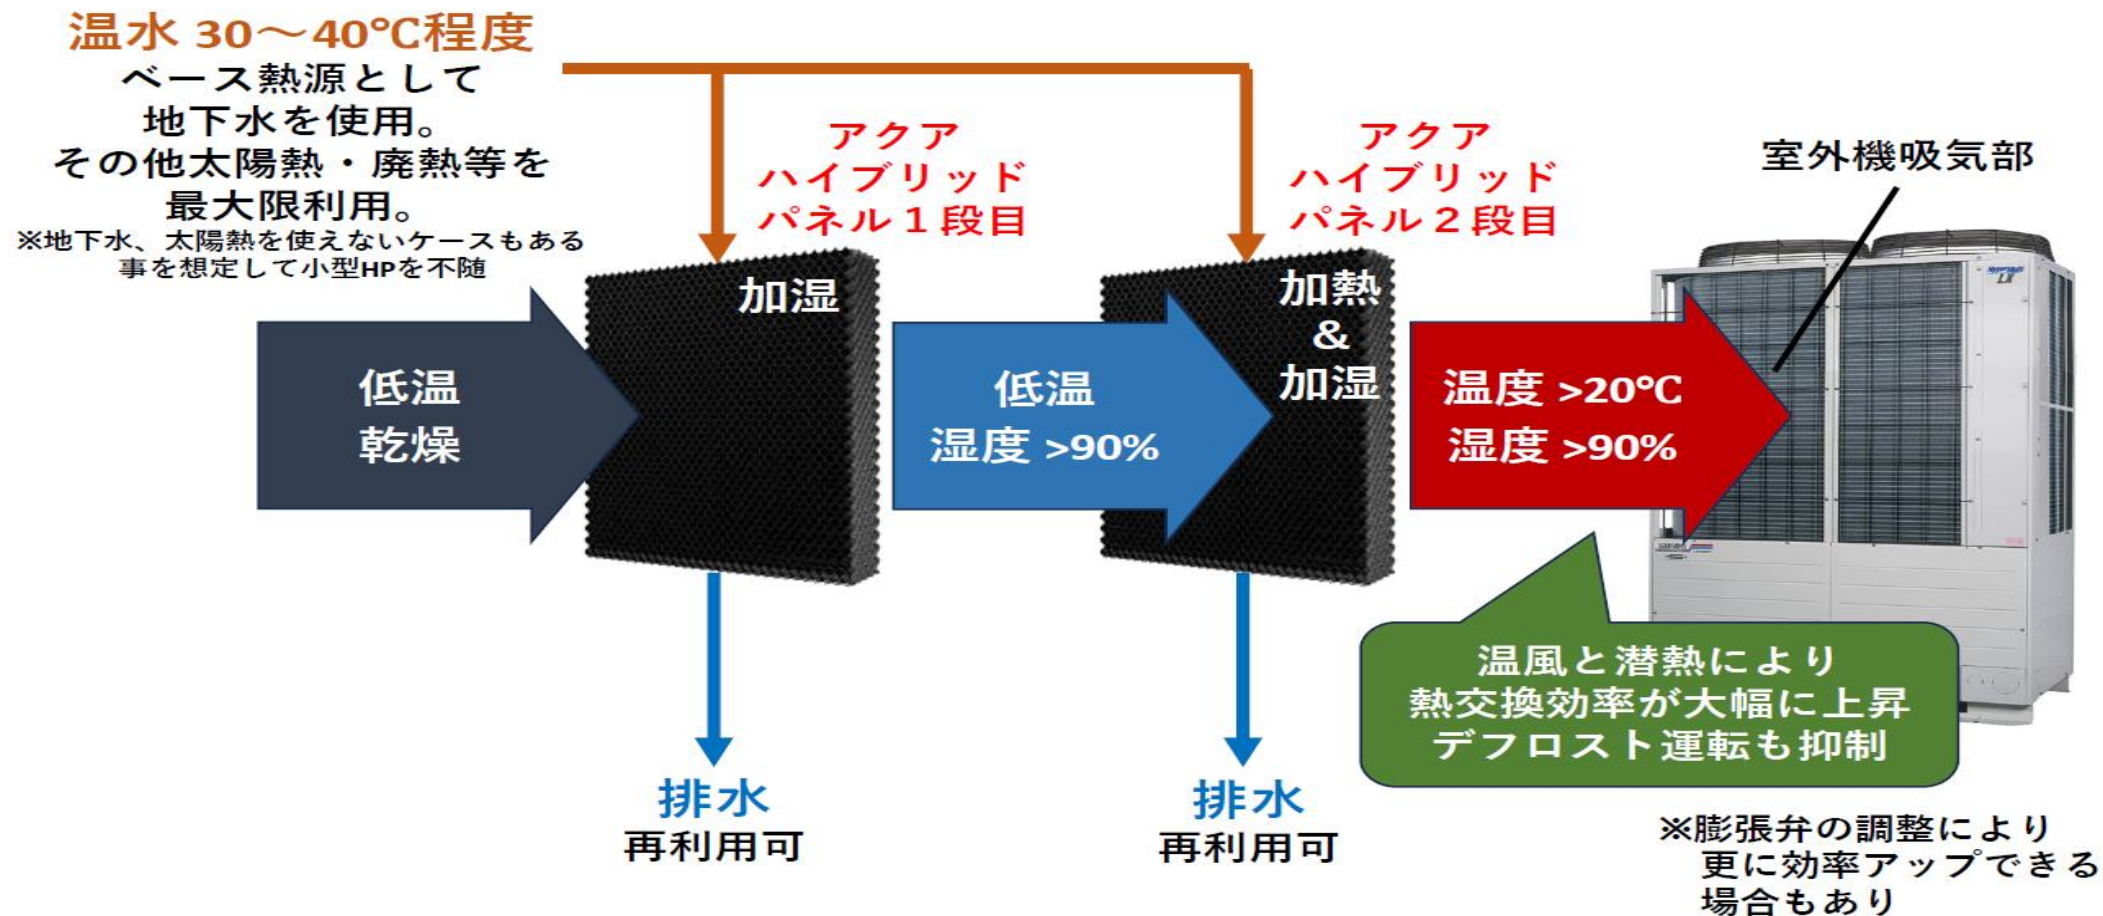 温水 30～40℃程度
ベース熱源として
地下水を使用。
その他太陽熱・廃熱等を
最大限利用。
※地下水、太陽熱を使えないケースもある
事を想定して小型HPを不随
アクア
ハイブリッド
パネル１段目
アクア
ハイブリッド
パネル２段目
室外機吸気部
加湿
加熱
&
加湿
低温
乾燥
低温
湿度 >90%
温度 >20℃
湿度 >90%
LX
温風と潜熱により
熱交換効率が大幅に上昇
デフロスト運転も抑制
排水
再利用可
排水
再利用可
※膨張弁の調整により
更に効率アップできる
場合もあり